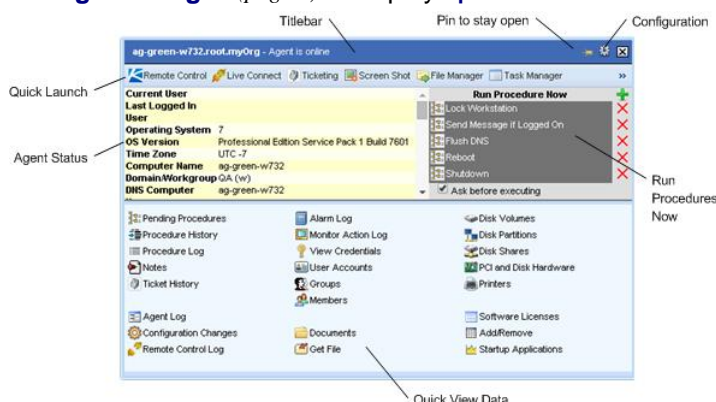 Titlebar
Pin to stay open
Configuration
ag-green-w732.root.myOrg - Agent is online
Quick Launch
Remote Control Live Connect Ticketing Screen Shot File Manager Task Manager »
Agent Status
Current User
Last Logged In
User
Operating System 7
OS Version Professional Edition Service Pack 1 Build 7601
Time Zone UTC -7
Computer Name ag-green-w732
Domain/Workgroup QA (w)
DNS Computer ag-green-w732
Run Procedure Now
Lock Workstation
Send Message if Logged On
Flush DNS
Reboot
Shutdown
Ask before executing
Run
Procedures
Now
Pending Procedures
Procedure History
Procedure Log
Notes
Ticket History
Alarm Log
Monitor Action Log
View Credentials
User Accounts
Groups
Members
Disk Volumes
Disk Partitions
Disk Shares
PCI and Disk Hardware
Printers
Agent Log
Configuration Changes
Remote Control Log
Documents
Get File
Software Licenses
Add/Remove
Startup Applications
Quick View Data